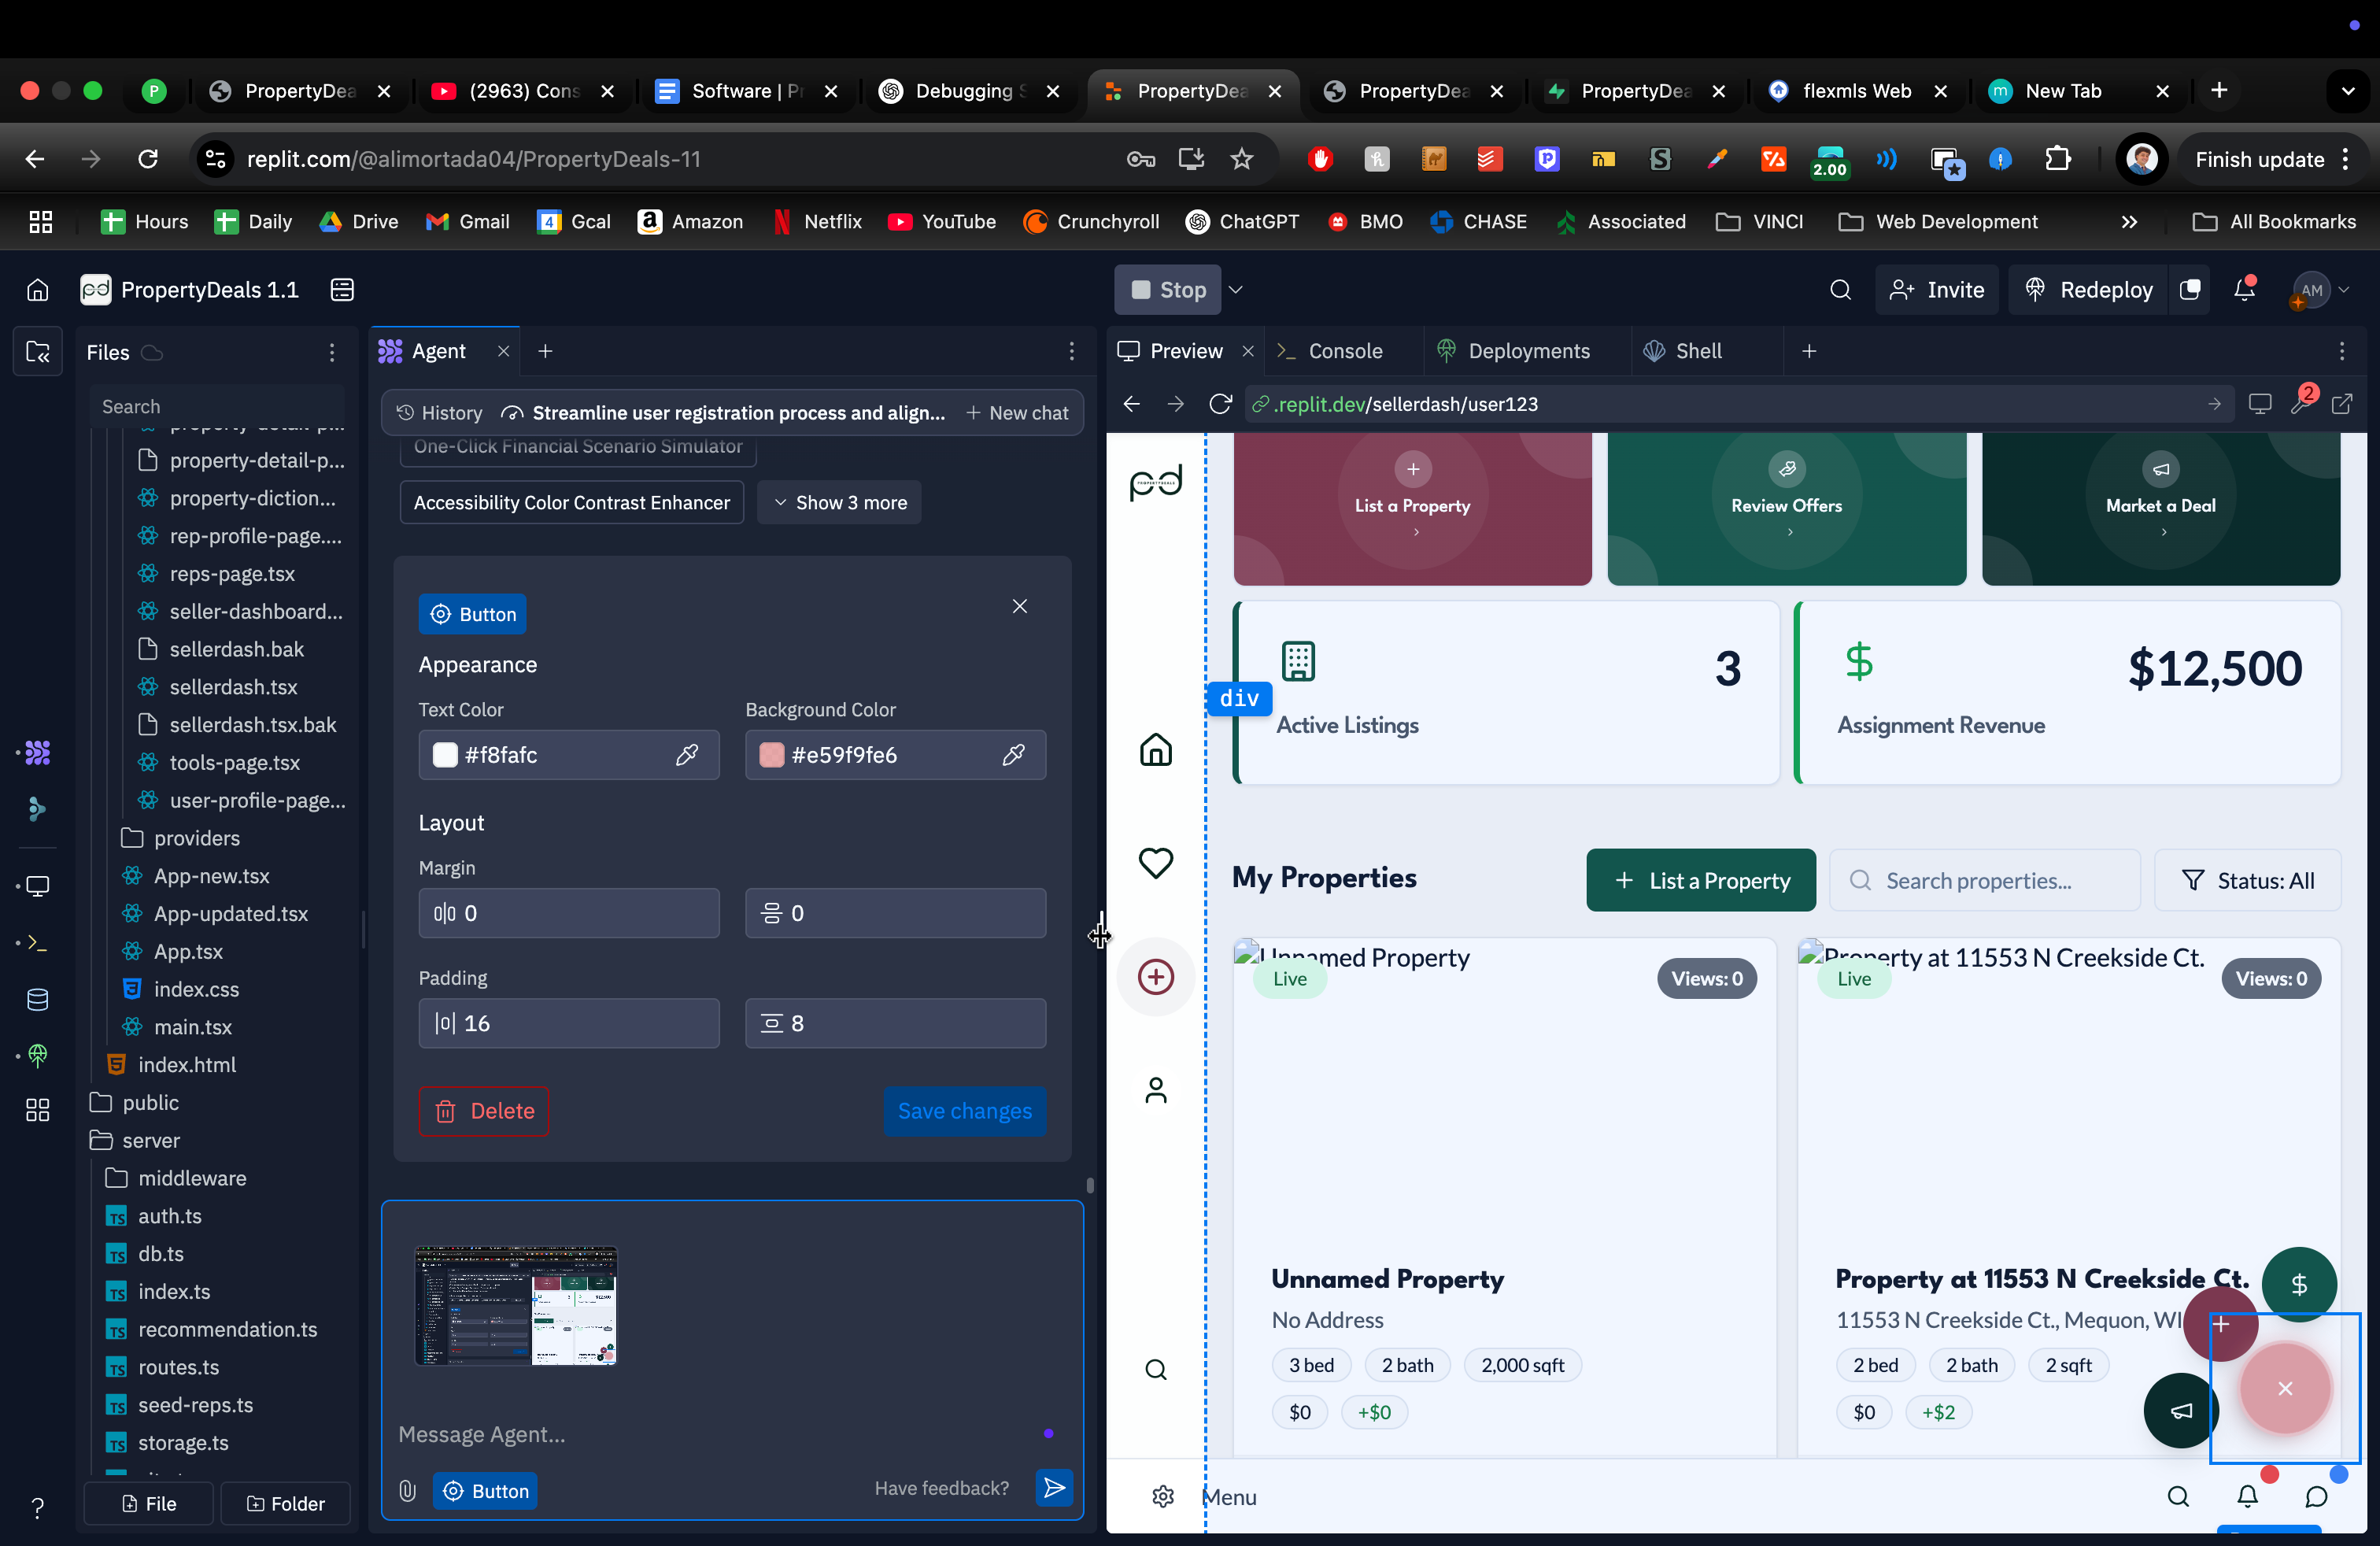 P
PropertyDea
(2963) Cons
Software | Pr
Debugging S
PropertyDea
PropertyDea
PropertyDea
flexmls Web
m
New Tab
replit.com/@alimortada04/PropertyDeals-11
2.00
Finish update
Hours
Daily
Drive
Gmail
4
Gcal
Amazon
Netflix
YouTube
Crunchyroll
ChatGPT
BMO
CHASE
Associated
VINCI
Web Development
All Bookmarks
pd
PropertyDeals 1.1
Stop
Invite
Redeploy
AM
Files
Search
property-detail-p...
property-detail-p...
property-diction...
rep-profile-page....
reps-page.tsx
seller-dashboard...
sellerdash.bak
sellerdash.tsx
sellerdash.tsx.bak
tools-page.tsx
user-profile-page...
providers
App-new.tsx
App-updated.tsx
App.tsx
index.css
main.tsx
index.html
public
server
middleware
auth.ts
db.ts
index.ts
recommendation.ts
routes.ts
seed-reps.ts
storage.ts
File
Folder
Agent
History
Streamline user registration process and align...
New chat
One-Click Financial Scenario Simulator
Accessibility Color Contrast Enhancer
Show 3 more
Button
Appearance
Text Color
Background Color
#f8fafc
#e59f9fe6
Layout
Margin
0
0
Padding
16
8
Delete
Save changes
Message Agent...
Button
Have feedback?
Preview
Console
Deployments
Shell
.replit.dev/sellerdash/user123
2
pd
PROPERTYDEALS
List a Property
Review Offers
Market a Deal
div
3
Active Listings
$12,500
Assignment Revenue
My Properties
List a Property
Search properties...
Status: All
Unnamed Property
Live
Views: 0
Property at 11553 N Creekside Ct.
Live
Views: 0
Unnamed Property
No Address
3 bed
2 bath
2,000 sqft
$0
+$0
Property at 11553 N Creekside Ct.
11553 N Creekside Ct., Mequon, WI
2 bed
2 bath
2 sqft
$0
+$2
Menu